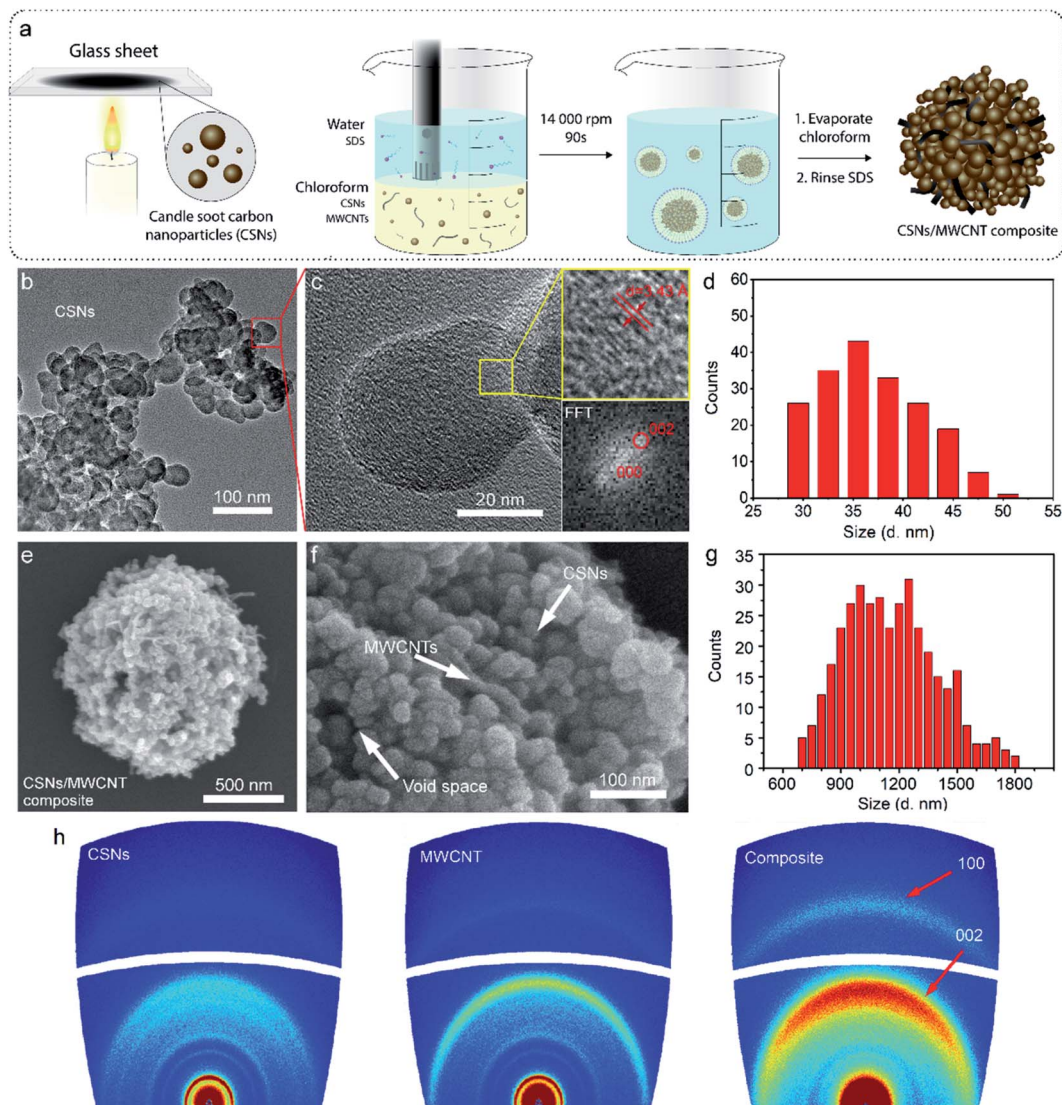 a
Glass sheet
Candle soot carbon
nanoparticles (CSNs)
Water
SDS
Chloroform
CSNs
MWCNTs
14 000 rpm
90s
1. Evaporate
chloroform
2. Rinse SDS
CSNs/MWCNT composite
b
CSNs
100 nm
c
20 nm
d=3.43 Å
FFT
002
000
d
Counts
60
50
40
30
20
10
0
25 30 35 40 45 50 55
Size (d. nm)
e
CSNs/MWCNT
composite
500 nm
f
CSNs
MWCNTs
Void space
100 nm
g
Counts
35
30
25
20
15
10
5
0
600 900 1200 1500 1800
Size (d. nm)
h
CSNs
MWCNT
Composite
100
002